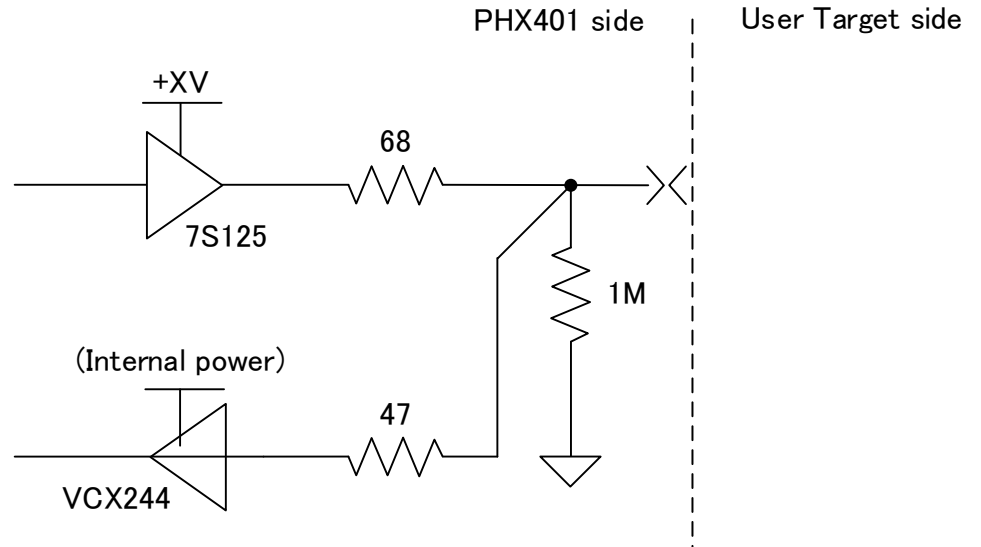 PHX401 side
User Target side
+XV
68
7S125
1M
(Internal power)
47
VCX244